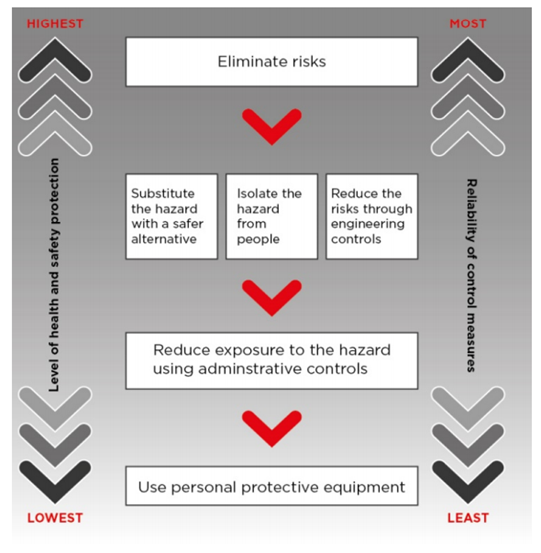 HIGHEST
MOST
Eliminate risks
Level of health and safety protection
Substitute
the hazard
with a safer
alternative
Isolate the
hazard
from
people
Reduce the
risks through
engineering
controls
Reliability of control measures
Reduce exposure to the hazard
using adminstrative controls
Use personal protective equipment
LOWEST
LEAST